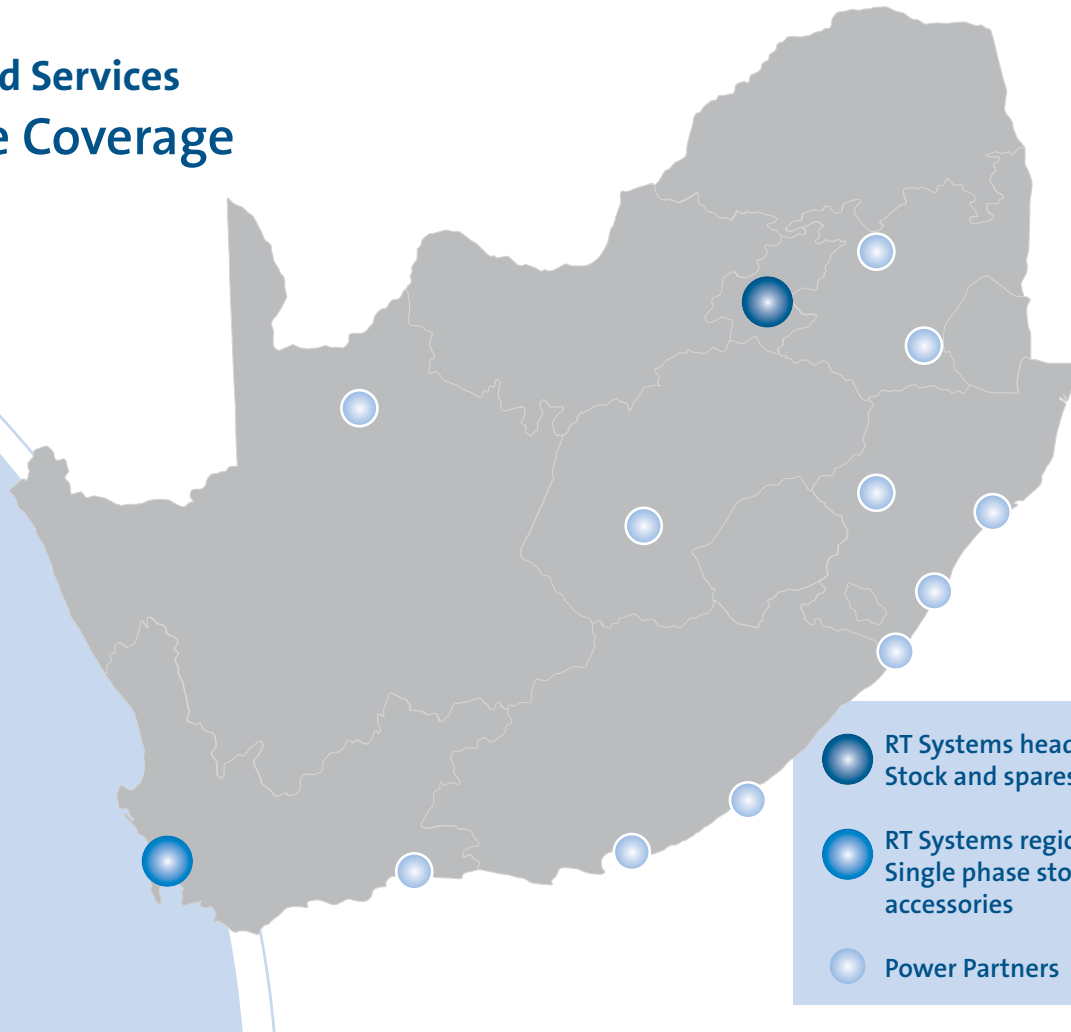 d Services
e Coverage
RT Systems head
Stock and spares
RT Systems regio
Single phase sto
accessories
Power Partners